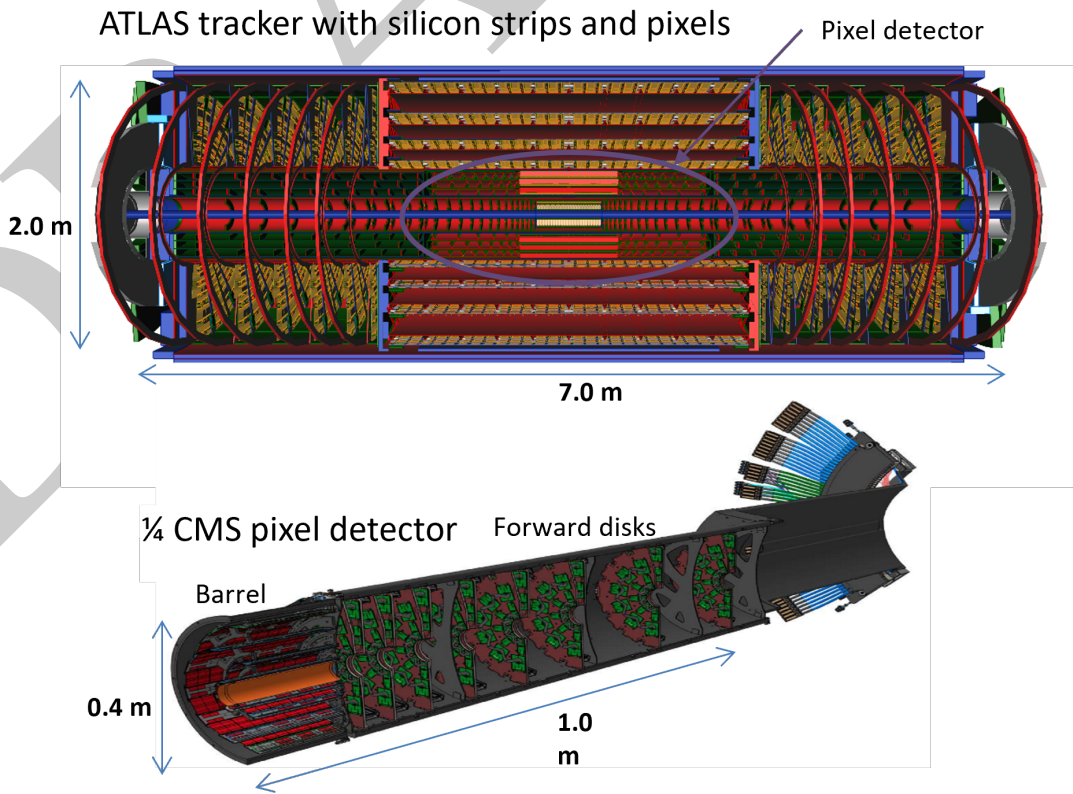 ATLAS tracker with silicon strips and pixels
Pixel detector
2.0 m
7.0 m
¼ CMS pixel detector
Forward disks
Barrel
0.4 m
1.0
m